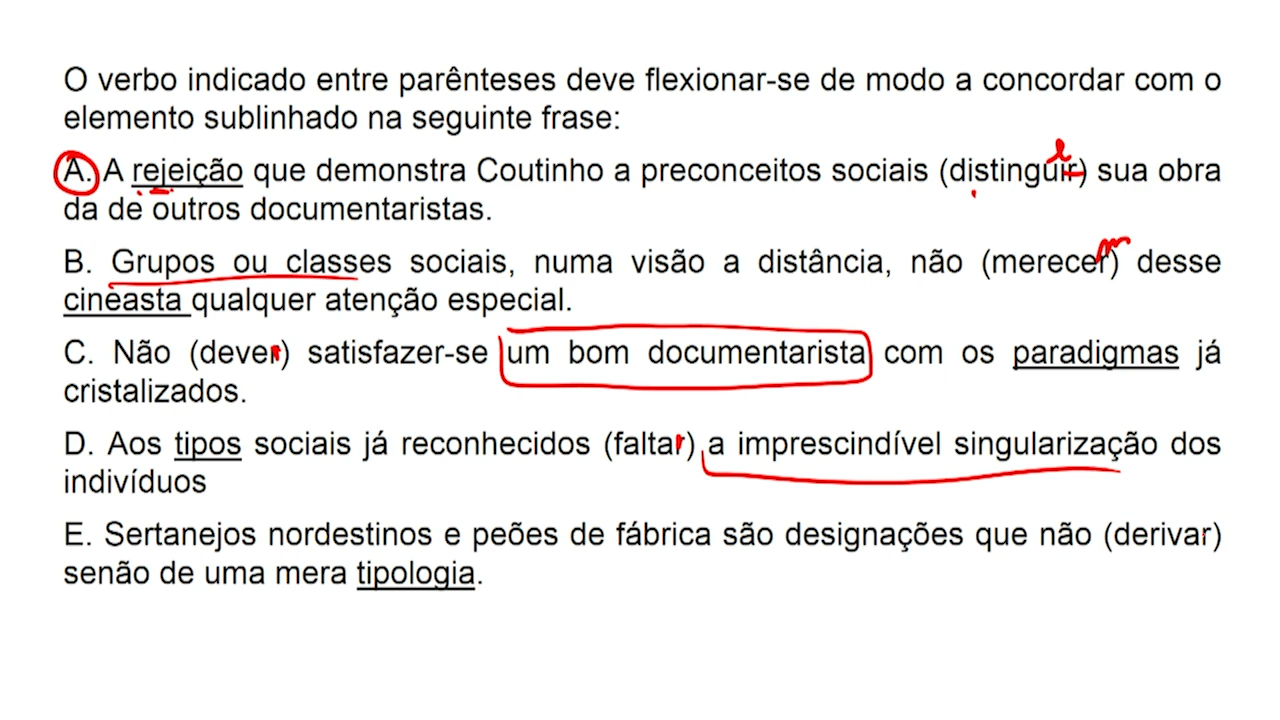 O verbo indicado entre parênteses deve flexionar-se de modo a concordar com o
elemento sublinhado na seguinte frase:
A. A rejeição que demonstra Coutinho a preconceitos sociais (distinguir) sua obra
da de outros documentaristas.
B. Grupos ou classes sociais, numa visão a distância, não (merecer) desse
cineasta qualquer atenção especial.
C. Não (dever) satisfazer-se um bom documentarista com os paradigmas já
cristalizados.
D. Aos tipos sociais já reconhecidos (faltar) a imprescindível singularização dos
indivíduos
E. Sertanejos nordestinos e peões de fábrica são designações que não (derivar)
senão de uma mera tipologia.